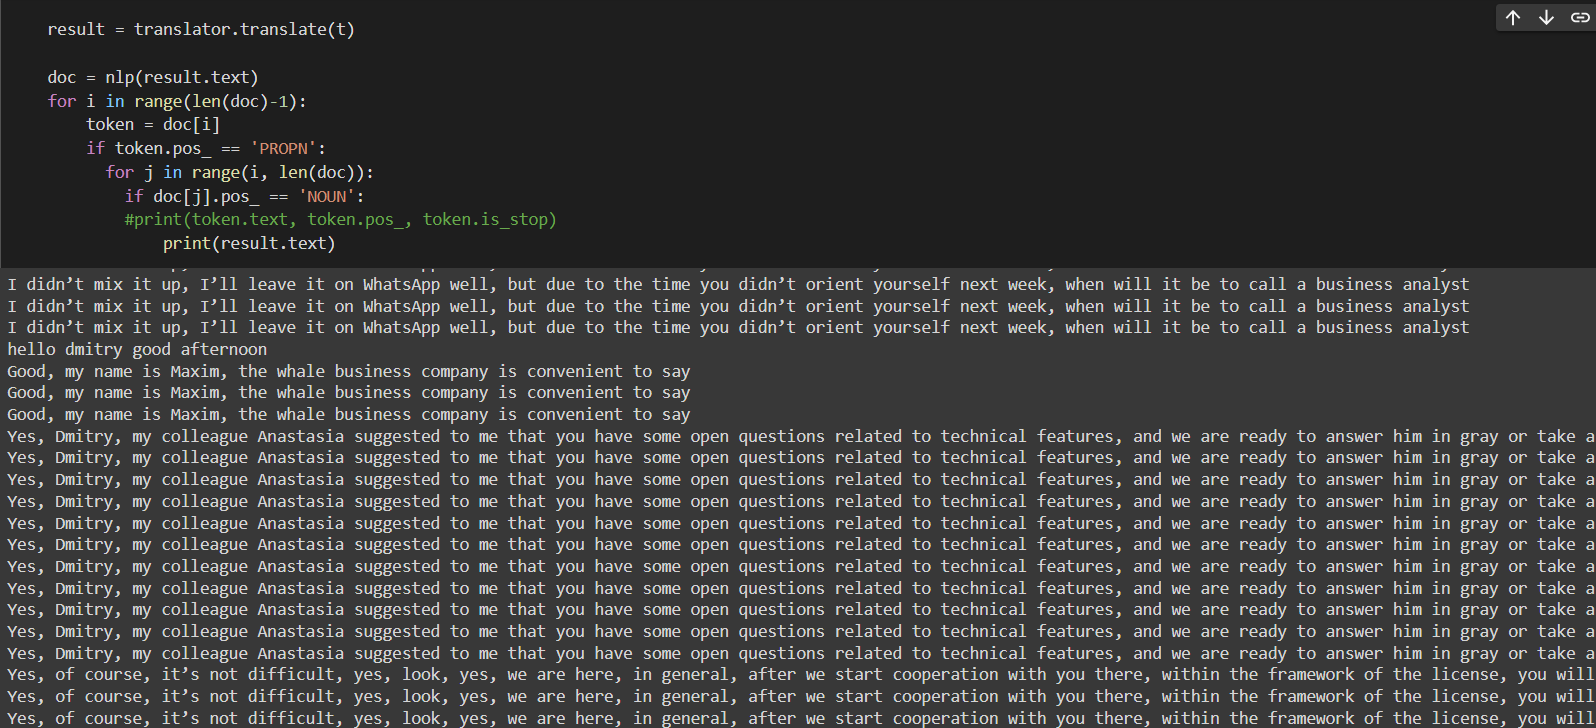 result = translator.translate(t)
doc = nlp(result.text)
for i in range(len(doc)-1):
token = doc[i]
if token.pos_ == 'PROPN':
for j in range(i, len(doc)):
if doc[j].pos_ == 'NOUN':
#print(token.text, token.pos_, token.is_stop)
print(result.text)
I didn’t mix it up, I’ll leave it on WhatsApp well, but due to the time you didn’t orient yourself next week, when will it be to call a business analyst
I didn’t mix it up, I’ll leave it on WhatsApp well, but due to the time you didn’t orient yourself next week, when will it be to call a business analyst
I didn’t mix it up, I’ll leave it on WhatsApp well, but due to the time you didn’t orient yourself next week, when will it be to call a business analyst
hello dmitry good afternoon
Good, my name is Maxim, the whale business company is convenient to say
Good, my name is Maxim, the whale business company is convenient to say
Good, my name is Maxim, the whale business company is convenient to say
Yes, Dmitry, my colleague Anastasia suggested to me that you have some open questions related to technical features, and we are ready to answer him in gray or take a
Yes, Dmitry, my colleague Anastasia suggested to me that you have some open questions related to technical features, and we are ready to answer him in gray or take a
Yes, Dmitry, my colleague Anastasia suggested to me that you have some open questions related to technical features, and we are ready to answer him in gray or take a
Yes, Dmitry, my colleague Anastasia suggested to me that you have some open questions related to technical features, and we are ready to answer him in gray or take a
Yes, Dmitry, my colleague Anastasia suggested to me that you have some open questions related to technical features, and we are ready to answer him in gray or take a
Yes, Dmitry, my colleague Anastasia suggested to me that you have some open questions related to technical features, and we are ready to answer him in gray or take a
Yes, Dmitry, my colleague Anastasia suggested to me that you have some open questions related to technical features, and we are ready to answer him in gray or take a
Yes, Dmitry, my colleague Anastasia suggested to me that you have some open questions related to technical features, and we are ready to answer him in gray or take a
Yes, Dmitry, my colleague Anastasia suggested to me that you have some open questions related to technical features, and we are ready to answer him in gray or take a
Yes, Dmitry, my colleague Anastasia suggested to me that you have some open questions related to technical features, and we are ready to answer him in gray or take a
Yes, Dmitry, my colleague Anastasia suggested to me that you have some open questions related to technical features, and we are ready to answer him in gray or take a
Yes, of course, it’s not difficult, yes, look, yes, we are here, in general, after we start cooperation with you there, within the framework of the license, you will
Yes, of course, it’s not difficult, yes, look, yes, we are here, in general, after we start cooperation with you there, within the framework of the license, you will
Yes, of course, it’s not difficult, yes, look, yes, we are here, in general, after we start cooperation with you there, within the framework of the license, you will